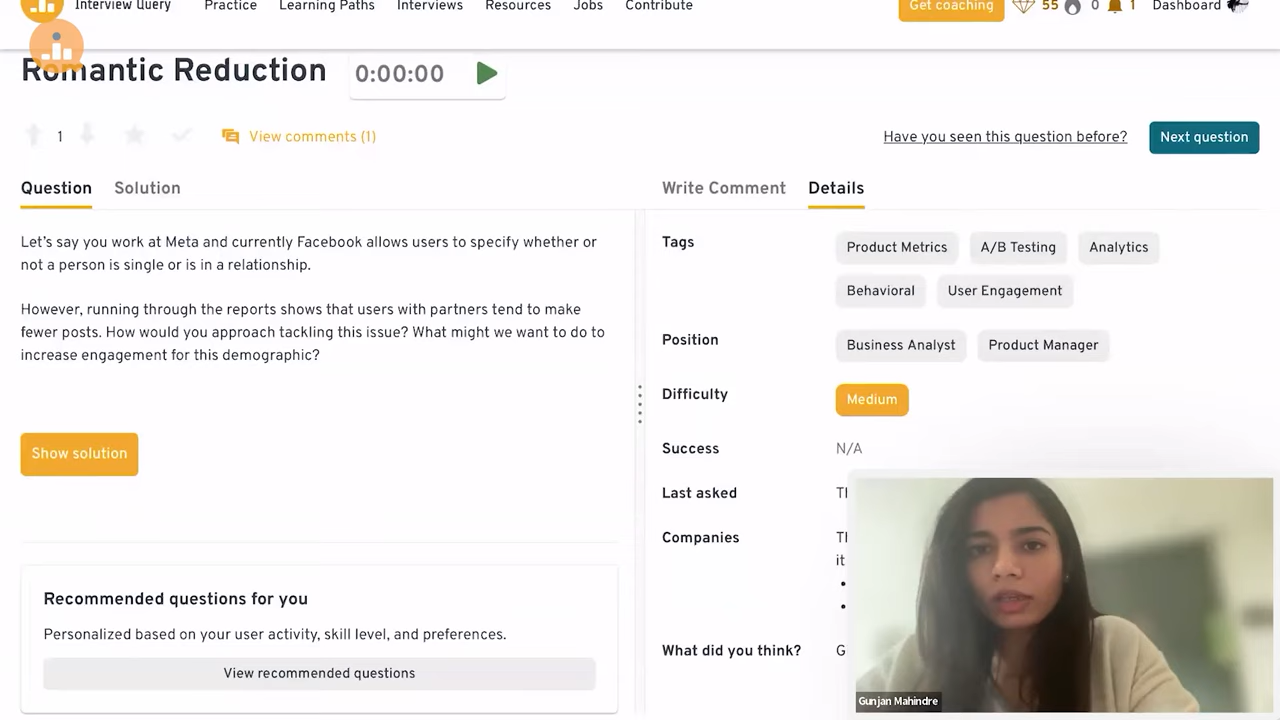 Interview Query
Practice
Learning Paths
Interviews
Resources
Jobs
Contribute
Get coaching
55
0
1
Dashboard
Romantic Reduction
0:00:00
1
View comments (1)
Have you seen this question before?
Next question
Question
Solution
Write Comment
Details
Let's say you work at Meta and currently Facebook allows users to specify whether or
not a person is single or is in a relationship.
However, running through the reports shows that users with partners tend to make
fewer posts. How would you approach tackling this issue? What might we want to do to
increase engagement for this demographic?
Show solution
Recommended questions for you
Personalized based on your user activity, skill level, and preferences.
View recommended questions
Tags
Product Metrics
A/B Testing
Analytics
Behavioral
User Engagement
Position
Business Analyst
Product Manager
Difficulty
Medium
Success
N/A
Last asked
Companies
it
What did you think?
Gunjan Mahindre